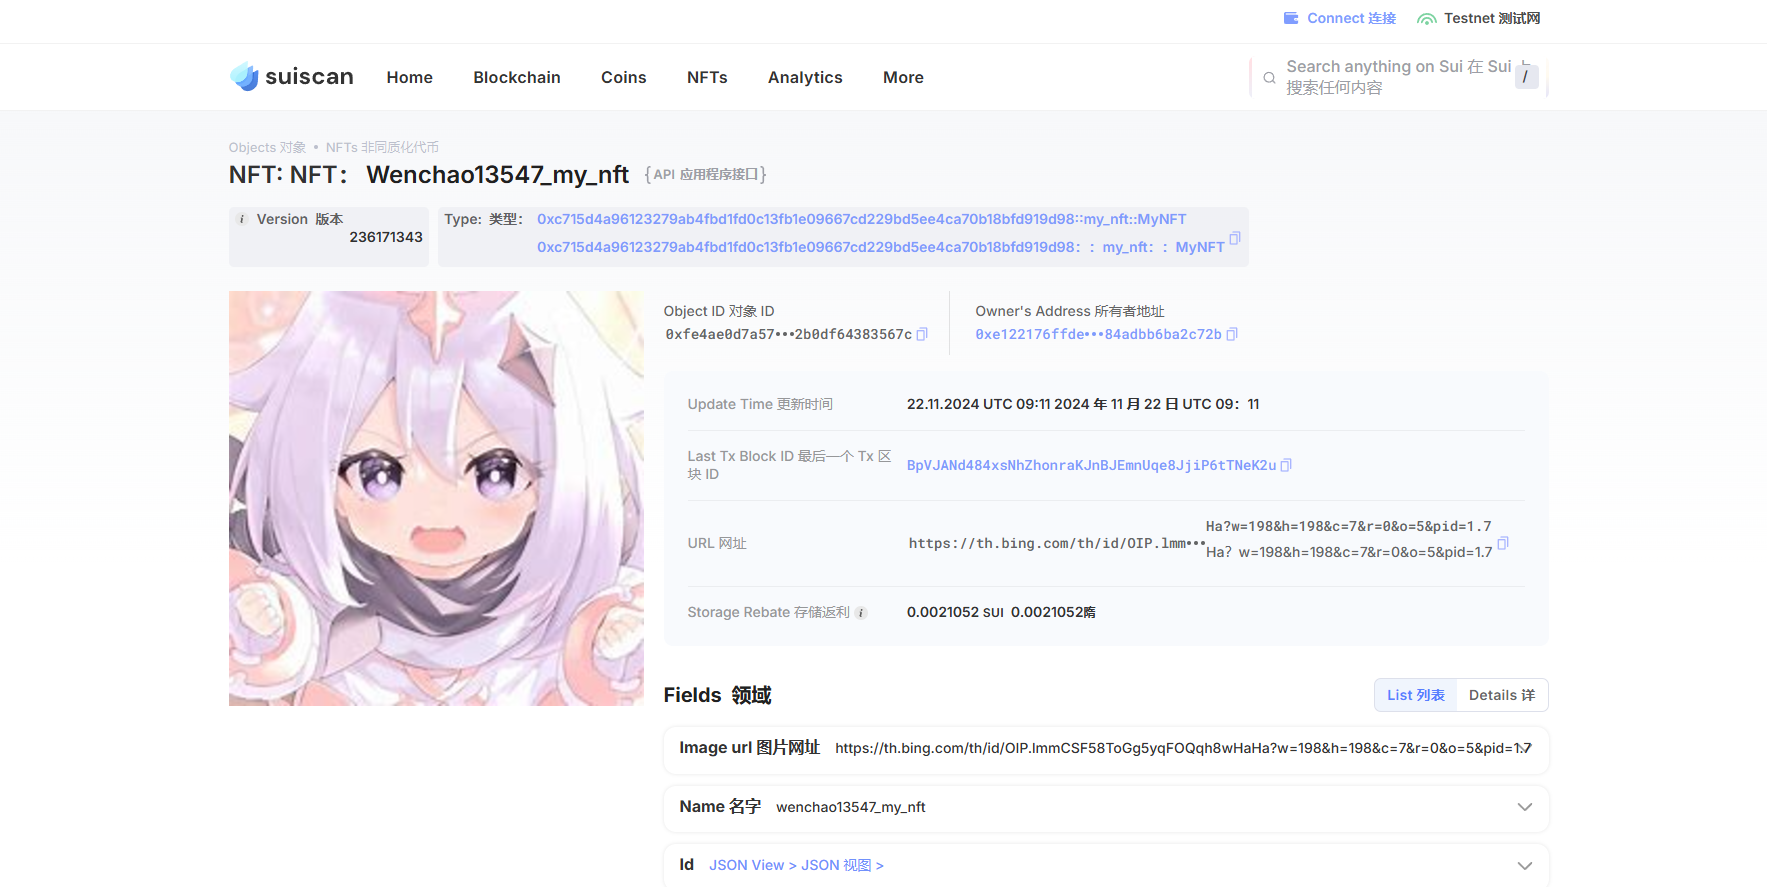 Connect 连接
Testnet 测试网
suiscan
Home
Blockchain
Coins
NFTs
Analytics
More
Search anything on Sui 在 Sui 上
搜索任何内容
/
Objects 对象 • NFTs 非同质化代币
NFT: NFT： Wenchao13547_my_nft {API 应用程序接口}
i Version 版本
236171343
Type: 类型： 0xc715d4a96123279ab4fbd1fd0c13fb1e09667cd229bd5ee4ca70b18bfd919d98::my_nft::MyNFT
0xc715d4a96123279ab4fbd1fd0c13fb1e09667cd229bd5ee4ca70b18bfd919d98：：my_nft：：MyNFT
Object ID 对象 ID
0xfe4ae0d7a57•••2b0df64383567c
Owner's Address 所有者地址
0xe122176ffde•••84adbb6ba2c72b
Update Time 更新时间
22.11.2024 UTC 09:11 2024 年 11 月 22 日 UTC 09：11
Last Tx Block ID 最后一个 Tx 区
块 ID
BpVJANd484xsNhZhonraKJnBJEmnUqe8JjiP6tTNeK2u
URL 网址
https://th.bing.com/th/id/OIP.lmm•••Ha?w=198&h=198&c=7&r=0&o=5&pid=1.7
Ha？w=198&h=198&c=7&r=0&o=5&pid=1.7
Storage Rebate 存储返利 i
0.0021052 SUI 0.0021052隋
Fields 领域
List 列表
Details 详
Image url 图片网址 https://th.bing.com/th/id/OIP.lmmCSF58ToGg5yqFOQqh8wHaHa?w=198&h=198&c=7&r=0&o=5&pid=1.7
Name 名字 wenchao13547_my_nft
Id JSON View > JSON 视图 >